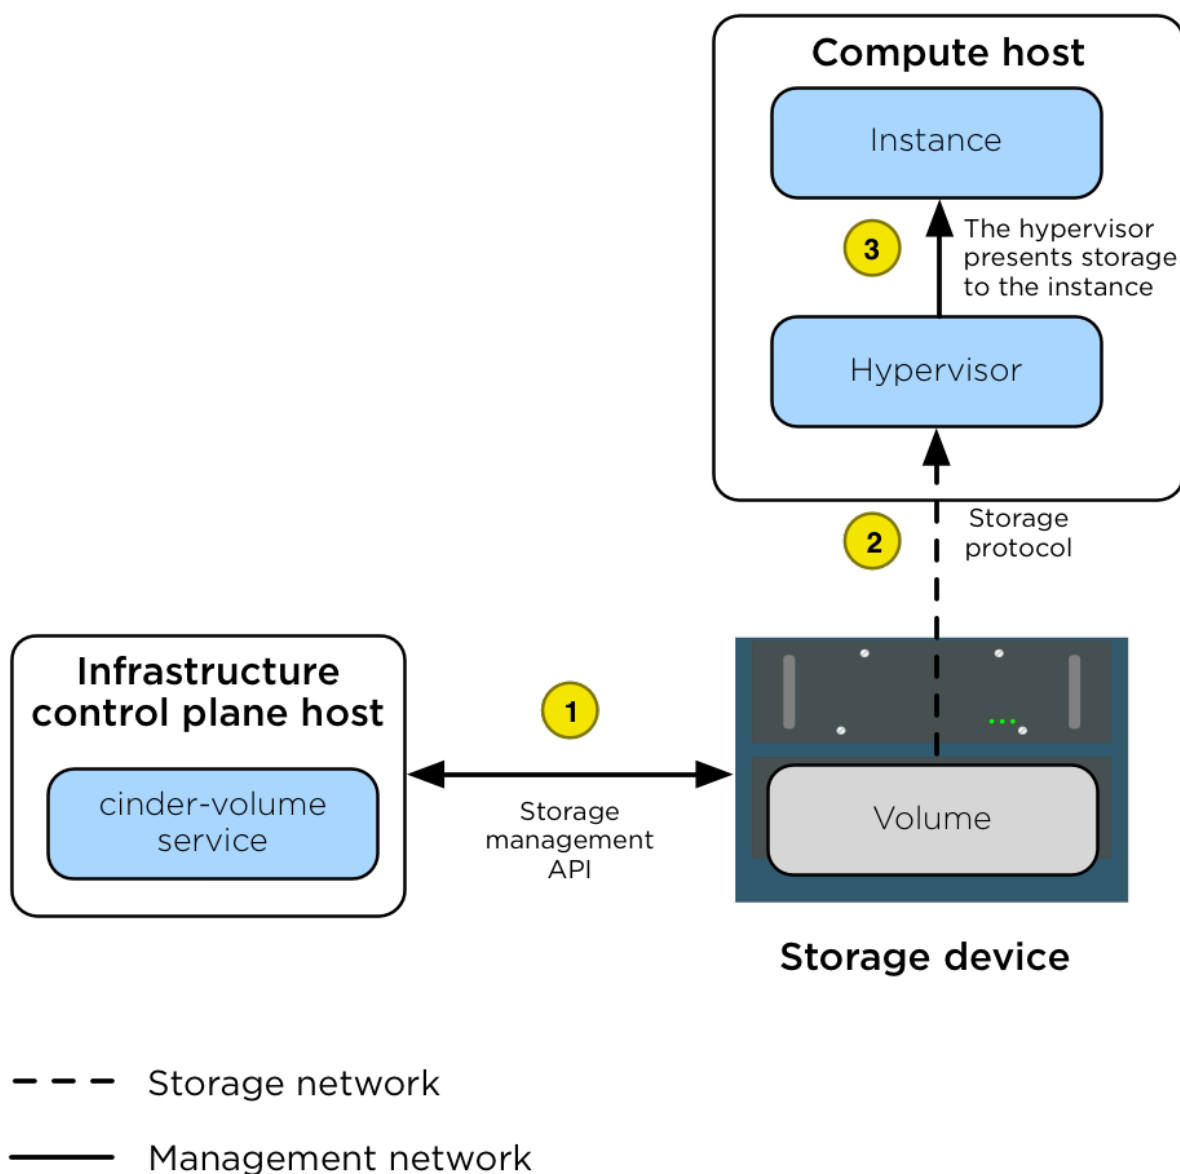 Compute host
Instance
3
The hypervisor
presents storage
to the instance
Hypervisor
2
Storage
protocol
Infrastructure
control plane host
cinder-volume
service
1
Storage
management
API
Volume
Storage device
Storage network
Management network